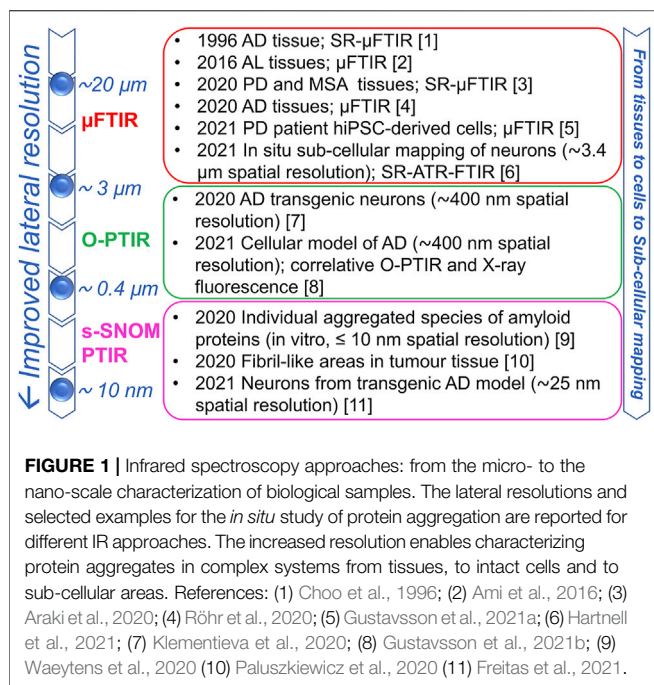 ← Improved lateral resolution
~20 µm
µFTIR
~ 3 µm
O-PTIR
~ 0.4 µm
s-SNOM
PTIR
~ 10 nm
• 1996 AD tissue; SR-µFTIR [1]
• 2016 AL tissues; µFTIR [2]
• 2020 PD and MSA tissues; SR-µFTIR [3]
• 2020 AD tissues; µFTIR [4]
• 2021 PD patient hiPSC-derived cells; µFTIR [5]
• 2021 In situ sub-cellular mapping of neurons (~3.4
µm spatial resolution); SR-ATR-FTIR [6]
• 2020 AD transgenic neurons (~400 nm spatial
resolution) [7]
• 2021 Cellular model of AD (~400 nm spatial
resolution); correlative O-PTIR and X-ray
fluorescence [8]
• 2020 Individual aggregated species of amyloid
proteins (in vitro, ≤ 10 nm spatial resolution) [9]
• 2020 Fibril-like areas in tumour tissue [10]
• 2021 Neurons from transgenic AD model (~25 nm
spatial resolution) [11]
From tissues to cells to Sub-cellular mapping
FIGURE 1 | Infrared spectroscopy approaches: from the micro- to the
nano-scale characterization of biological samples. The lateral resolutions and
selected examples for the in situ study of protein aggregation are reported for
different IR approaches. The increased resolution enables characterizing
protein aggregates in complex systems from tissues, to intact cells and to
sub-cellular areas. References: (1) Choo et al., 1996; (2) Ami et al., 2016; (3)
Araki et al., 2020; (4) Röhr et al., 2020; (5) Gustavsson et al., 2021a; (6) Hartnell
et al., 2021; (7) Klementieva et al., 2020; (8) Gustavsson et al., 2021b; (9)
Waeytens et al., 2020 (10) Paluszkiewicz et al., 2020 (11) Freitas et al., 2021.